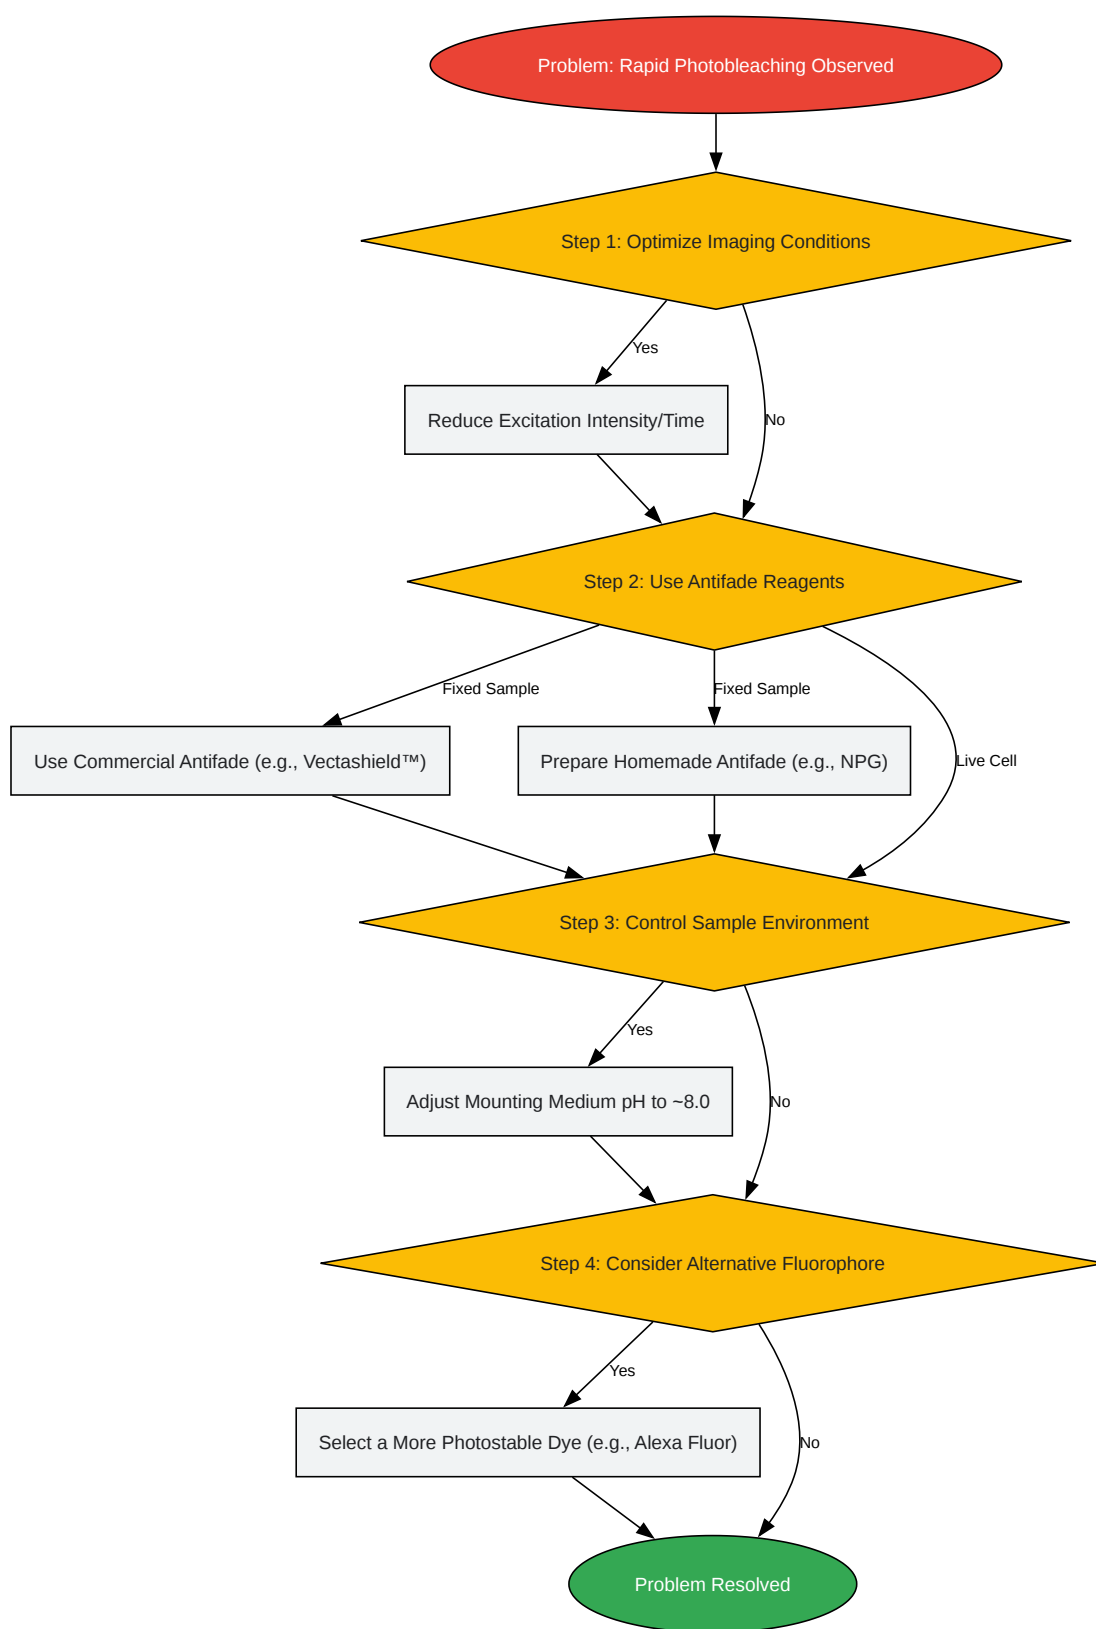 Problem: Rapid Photobleaching Observed
Step 1: Optimize Imaging Conditions
Yes
Reduce Excitation Intensity/Time
No
Step 2: Use Antifade Reagents
Fixed Sample
Fixed Sample
Use Commercial Antifade (e.g., Vectashield™)
Prepare Homemade Antifade (e.g., NPG)
Live Cell
Step 3: Control Sample Environment
Yes
Adjust Mounting Medium pH to ~8.0
No
Step 4: Consider Alternative Fluorophore
Yes
Select a More Photostable Dye (e.g., Alexa Fluor)
No
Problem Resolved